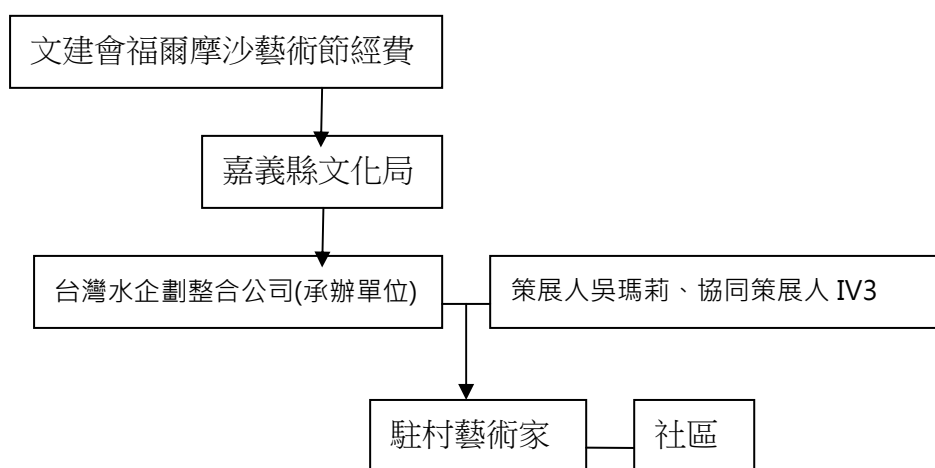 文建會福爾摩沙藝術節經費
嘉義縣文化局
台灣水企劃整合公司(承辦單位)
策展人吳瑪莉、協同策展人 IV3
駐村藝術家
社區